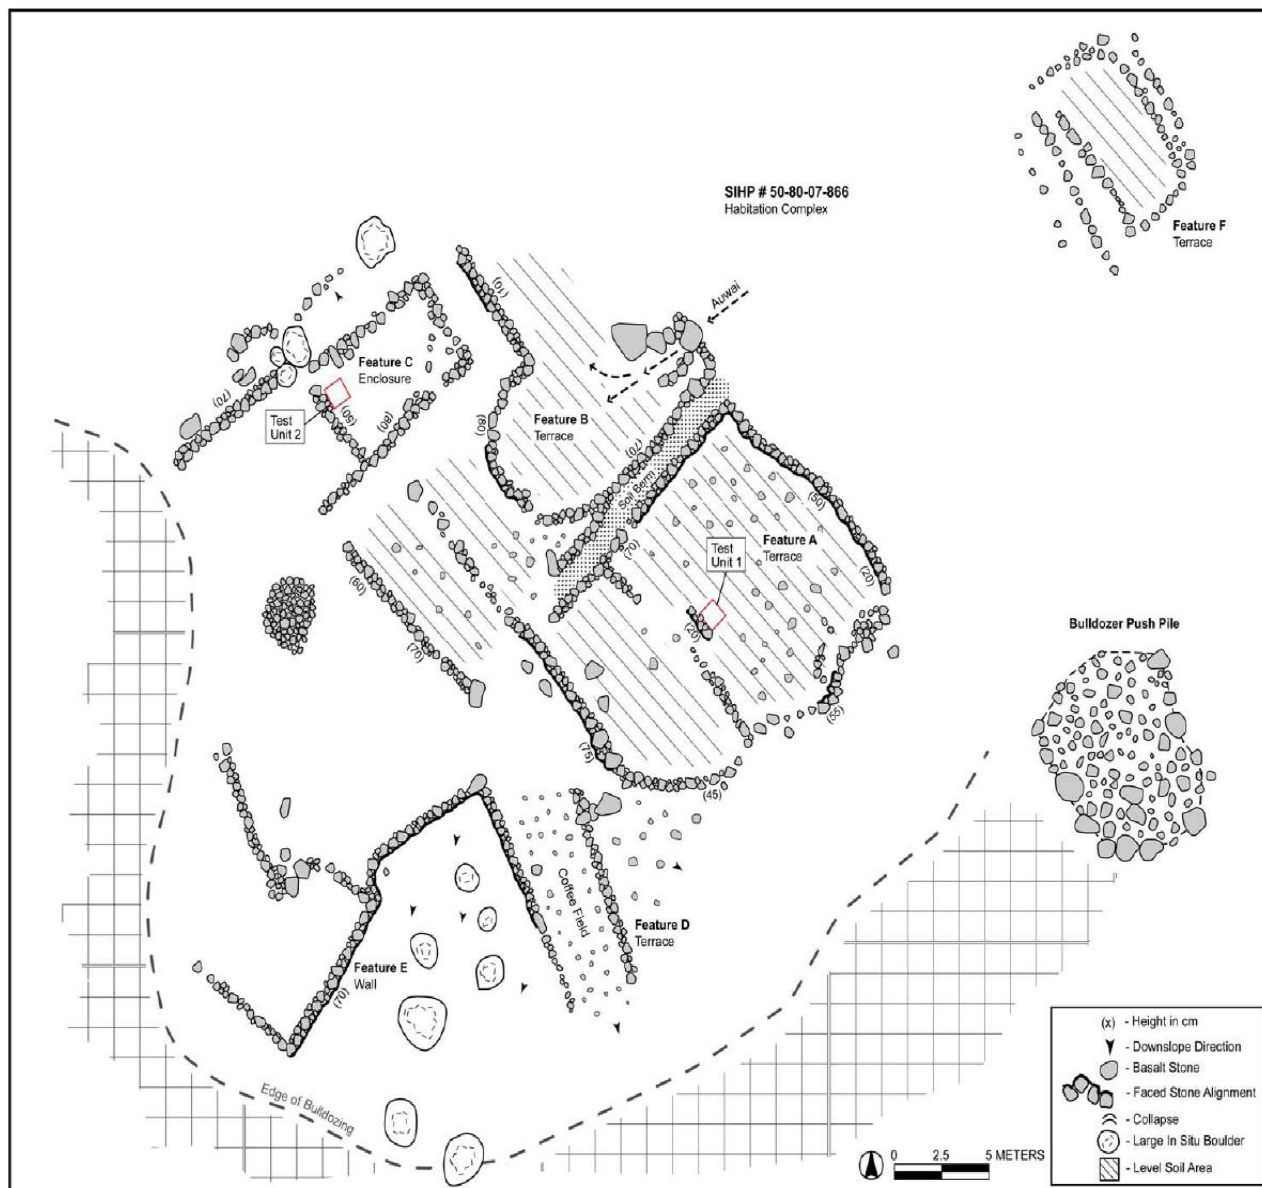 SIHP # 50-80-07-866
Habitation Complex
Feature F
Terrace
Auwai
(10)
Feature C
Enclosure
(70)
Test
Unit 2
(50)
(80)
(80)
Feature B
Terrace
(70)
Soil Berm
(50)
Feature A
Terrace
Test
Unit 1
(70)
(20)
(20)
(60)
(70)
(55)
(75)
(45)
Bulldozer Push Pile
Coffee Field
Feature D
Terrace
Feature E
Wall
(70)
Edge of Bulldozing
(x) - Height in cm
- Downslope Direction
- Basalt Stone
- Faced Stone Alignment
- Collapse
- Large In Situ Boulder
- Level Soil Area
0 2.5 5 METERS